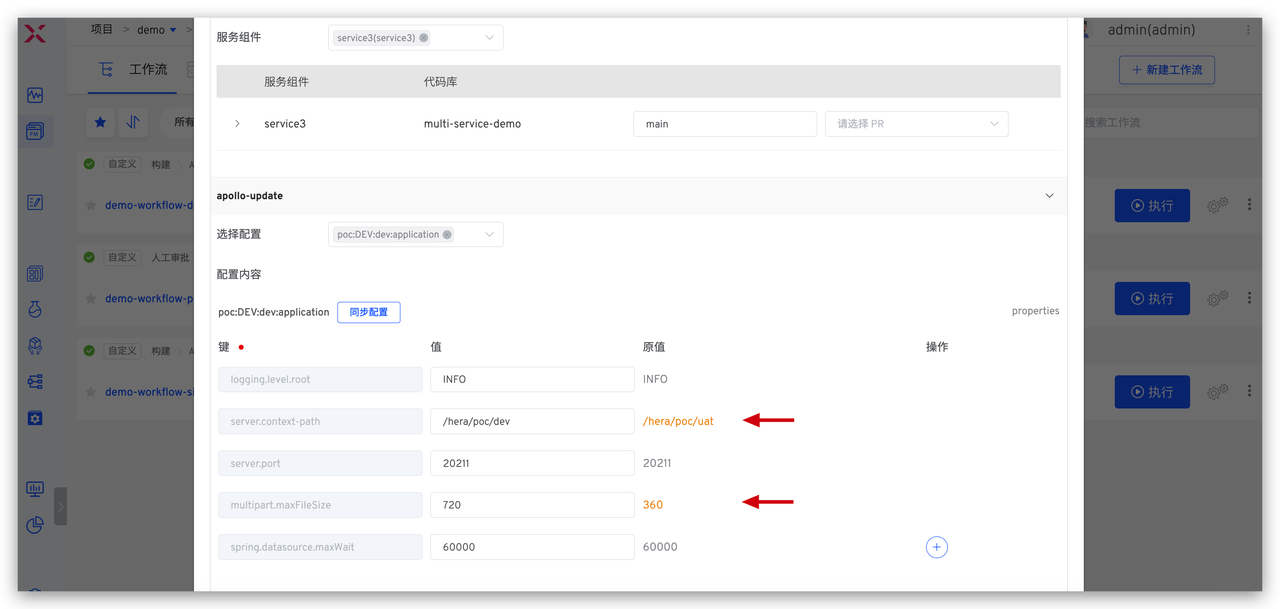 项目 > demo >
admin(admin)
工作流
+ 新建工作流
所有
搜索工作流
自定义 构建
demo-workflow-d
执行
自定义 人工审批
demo-workflow-p
执行
自定义 构建
demo-workflow-si
执行
PM
服务组件 service3(service3)
服务组件 代码库
service3 multi-service-demo main 请选择 PR
apollo-update
选择配置 poc:DEV:dev:application
配置内容
poc:DEV:dev:application 同步配置 properties
键 值 原值 操作
logging.level.root INFO INFO
server.context-path /hera/poc/dev /hera/poc/uat
server.port 20211 20211
multipart.maxFileSize 720 360
spring.datasource.maxWait 60000 60000